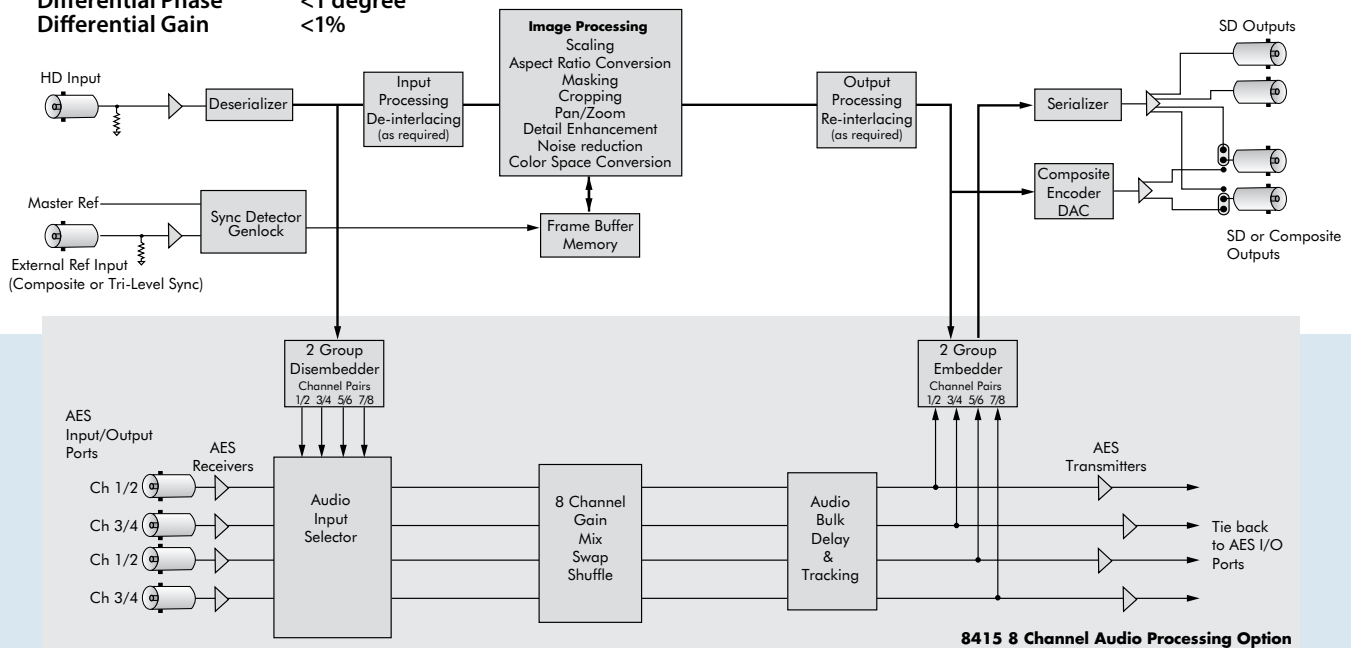 Differential Phase <1 degree
Differential Gain <1%
HD Input
Deserializer
Input
Processing
De-interlacing
(as required)
Image Processing
Scaling
Aspect Ratio Conversion
Masking
Cropping
Pan/Zoom
Detail Enhancement
Noise reduction
Color Space Conversion
Output
Processing
Re-interlacing
(as required)
Serializer
SD Outputs
Composite
Encoder
DAC
SD or Composite
Outputs
Master Ref
Sync Detector
Genlock
External Ref Input
(Composite or Tri-Level Sync)
Frame Buffer
Memory
2 Group
Disembedder
Channel Pairs
1/2 3/4 5/6 7/8
2 Group
Embedder
Channel Pairs
1/2 3/4 5/6 7/8
AES
Input/Output
Ports
AES
Receivers
Ch 1/2
Ch 3/4
Ch 1/2
Ch 3/4
Audio
Input
Selector
8 Channel
Gain
Mix
Swap
Shuffle
Audio
Bulk
Delay
&
Tracking
AES
Transmitters
Tie back
to AES I/O
Ports
8415 8 Channel Audio Processing Option